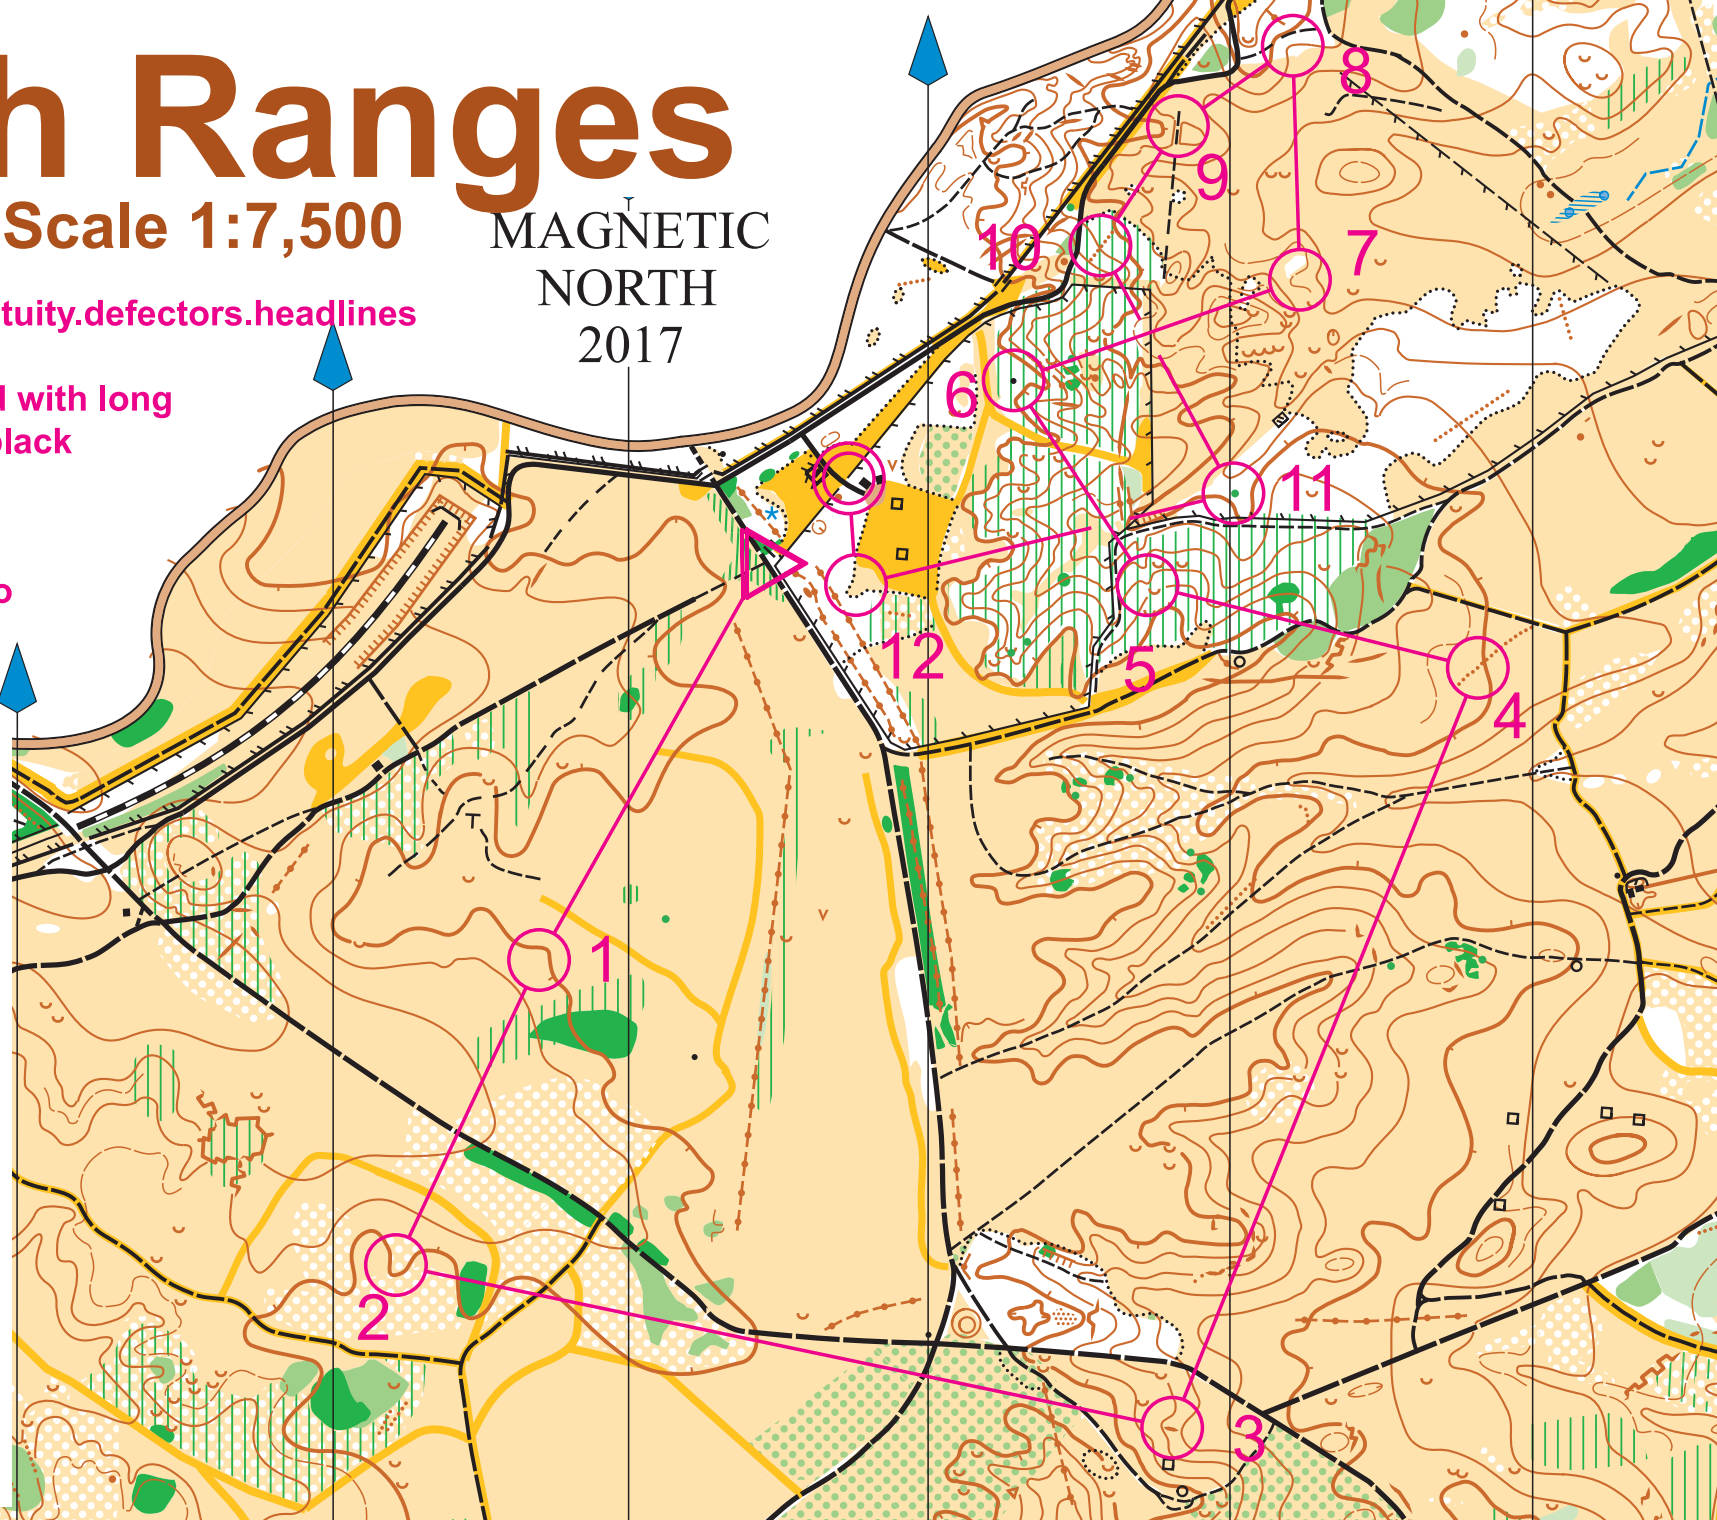 h Ranges
Scale 1:7,500
MAGNETIC
NORTH
2017
tuity.defectors.headlines
with long
lack
o
8
9
10
7
6
11
12
5
4
1
2
3